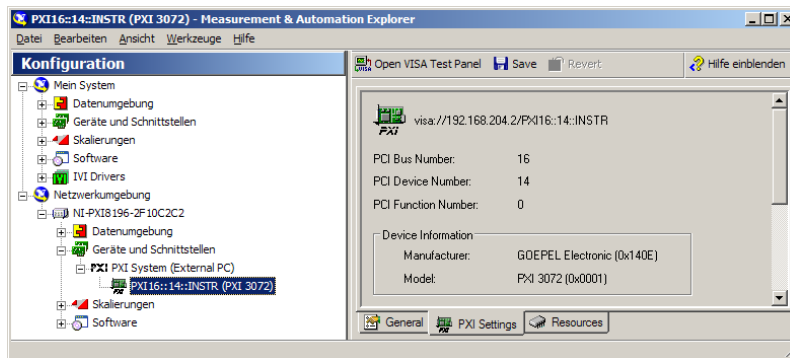 PXI16::14::INSTR (PXI 3072) - Measurement & Automation Explorer
Datei Bearbeiten Ansicht Werkzeuge Hilfe
Konfiguration
Mein System
Datenumgebung
Geräte und Schnittstellen
Skalierungen
Software
IVI Drivers
Netzwerkumgebung
NI-PXI8196-2F10C2C2
Datenumgebung
Geräte und Schnittstellen
PXI PXI System (External PC)
PXI16::14::INSTR (PXI 3072)
Skalierungen
Software
Open VISA Test Panel Save Revert Hilfe einblenden
PXI visa://192.168.204.2/PXI16::14::INSTR
PCI Bus Number: 16
PCI Device Number: 14
PCI Function Number: 0
Device Information
Manufacturer: GOEPEL Electronic (0x140E)
Model: PXI 3072 (0x0001)
General PXI Settings Resources